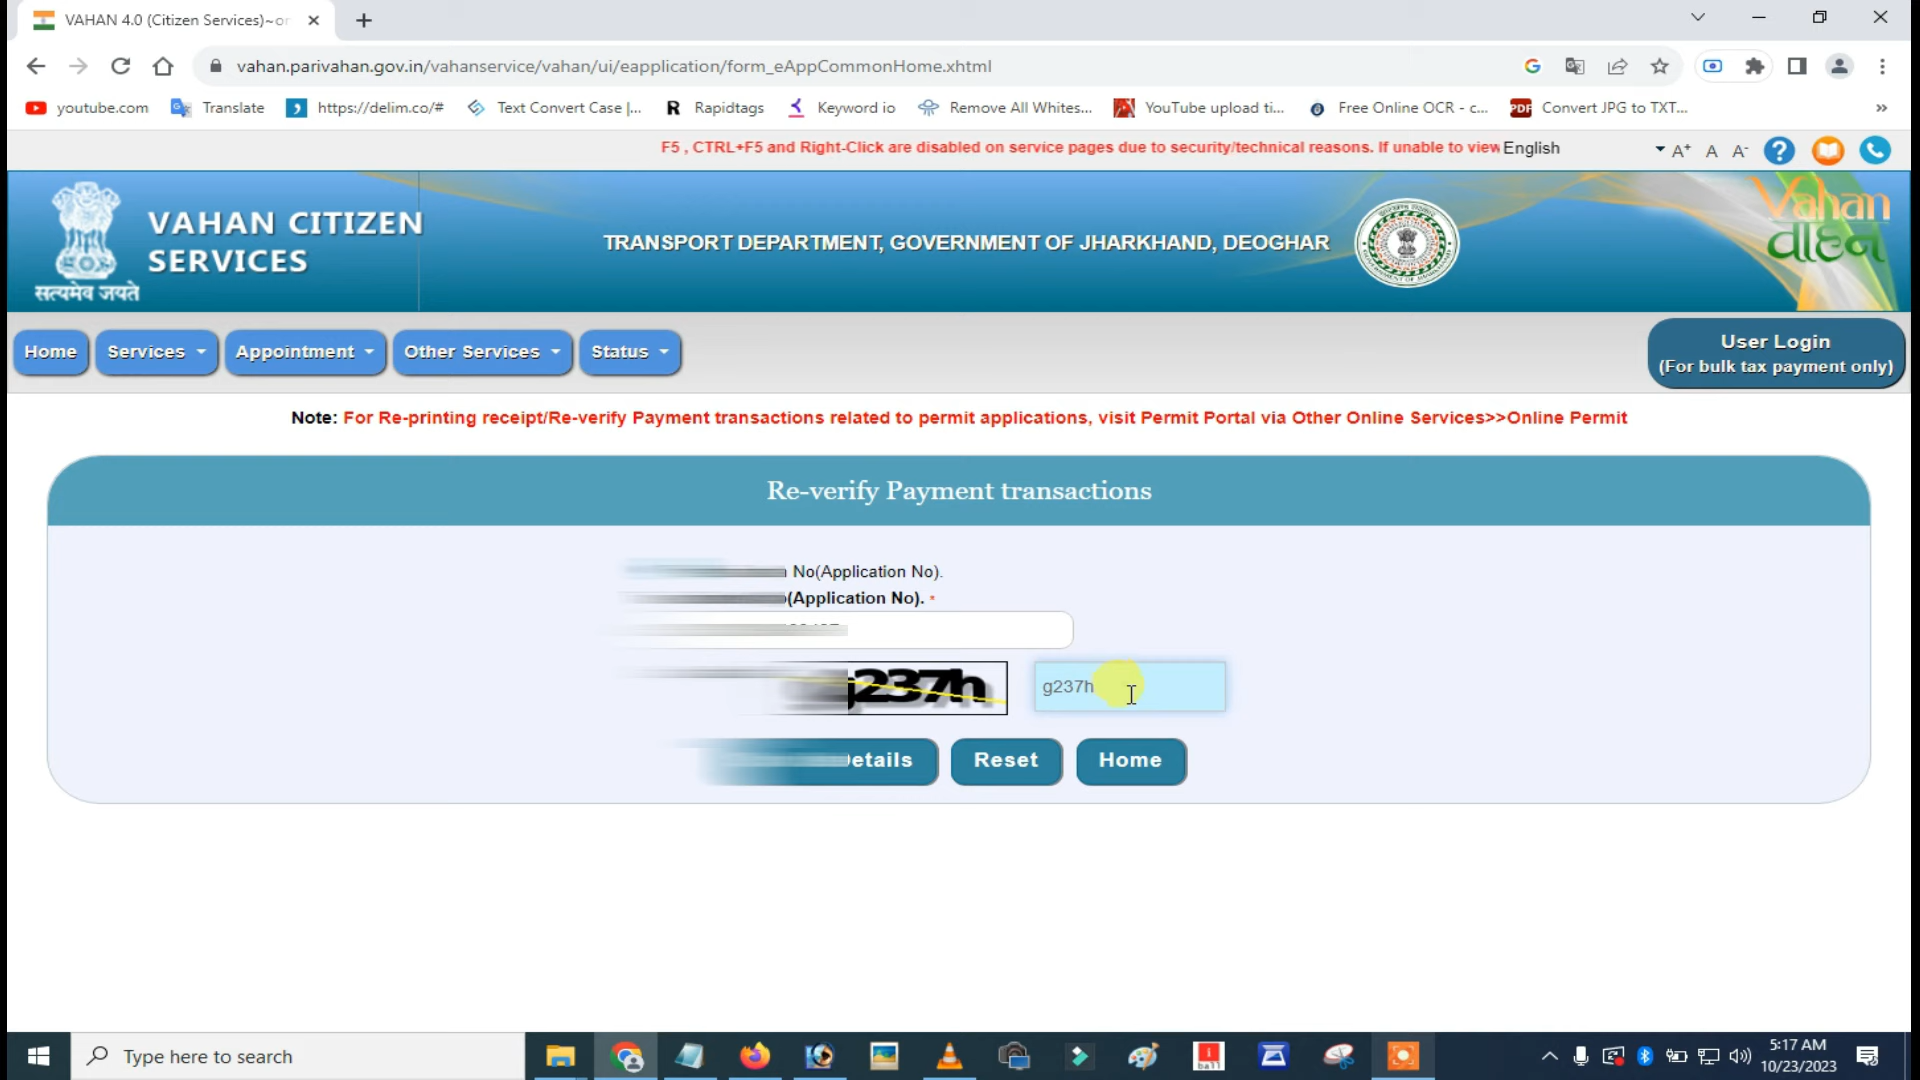 VAHAN 4.0 (Citizen Services)~or
vahan.parivahan.gov.in/vahanservice/vahan/ui/eapplication/form_eAppCommonHome.xhtml
youtube.com
Translate
https://delim.co/#
Text Convert Case |...
Rapidtags
Keyword io
Remove All Whites...
YouTube upload ti...
Free Online OCR - c...
Convert JPG to TXT...
F5 , CTRL+F5 and Right-Click are disabled on service pages due to security/technical reasons. If unable to view English A+ A A-
VAHAN CITIZEN
SERVICES
सत्यमेव जयते
TRANSPORT DEPARTMENT, GOVERNMENT OF JHARKHAND, DEOGHAR
Vahan
वाहन
Home
Services
Appointment
Other Services
Status
User Login
(For bulk tax payment only)
Note: For Re-printing receipt/Re-verify Payment transactions related to permit applications, visit Permit Portal via Other Online Services>>Online Permit
Re-verify Payment transactions
No(Application No).
(Application No). *
g237h
g237h
Details
Reset
Home
Type here to search
5:17 AM
10/23/2023